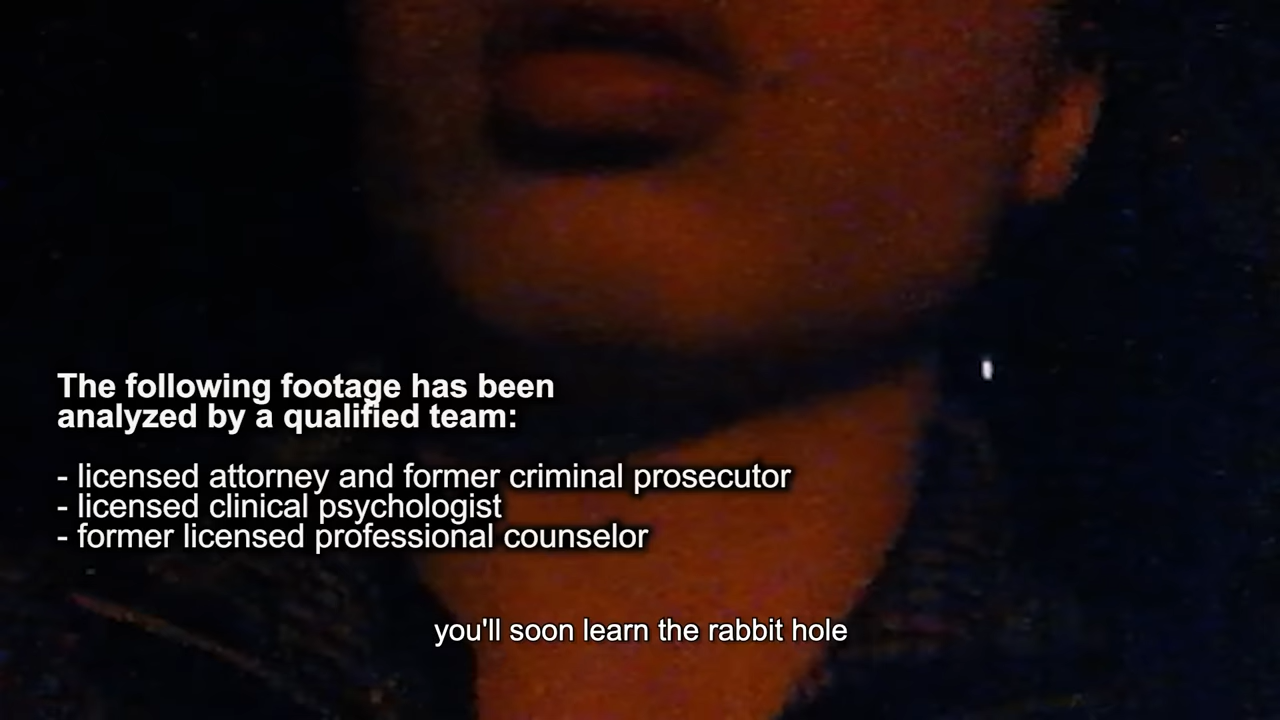 The following footage has been
analyzed by a qualified team:
- licensed attorney and former criminal prosecutor
- licensed clinical psychologist
- former licensed professional counselor
you'll soon learn the rabbit hole